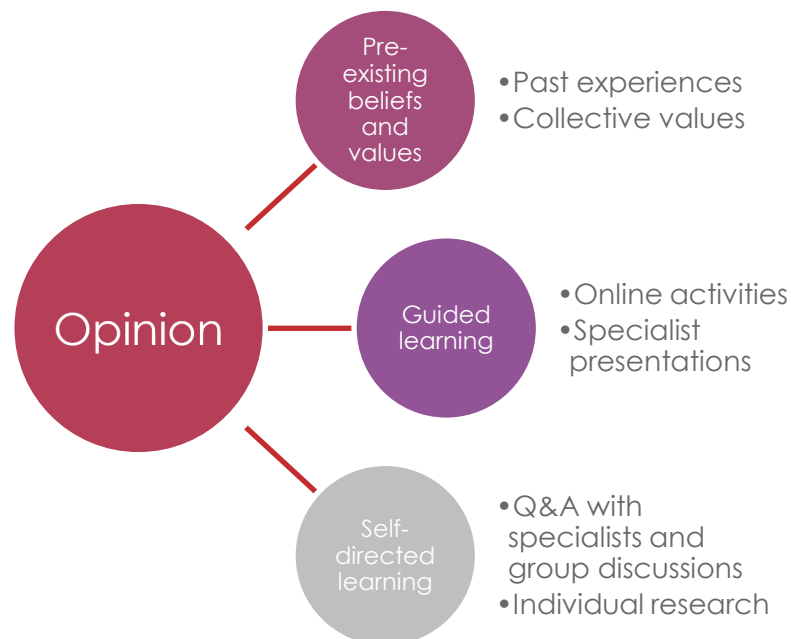 Pre-
existing
beliefs
and
values
•Past experiences
•Collective values
Opinion
Guided
learning
•Online activities
•Specialist
presentations
Self-
directed
learning
•Q&A with
specialists and
group discussions
•Individual research